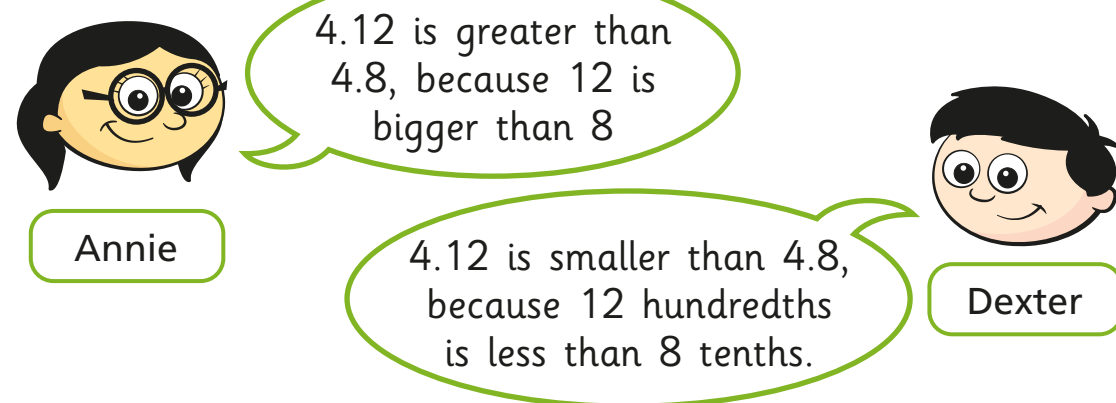 4.12 is greater than
4.8, because 12 is
bigger than 8
Annie
4.12 is smaller than 4.8,
because 12 hundredths
is less than 8 tenths.
Dexter